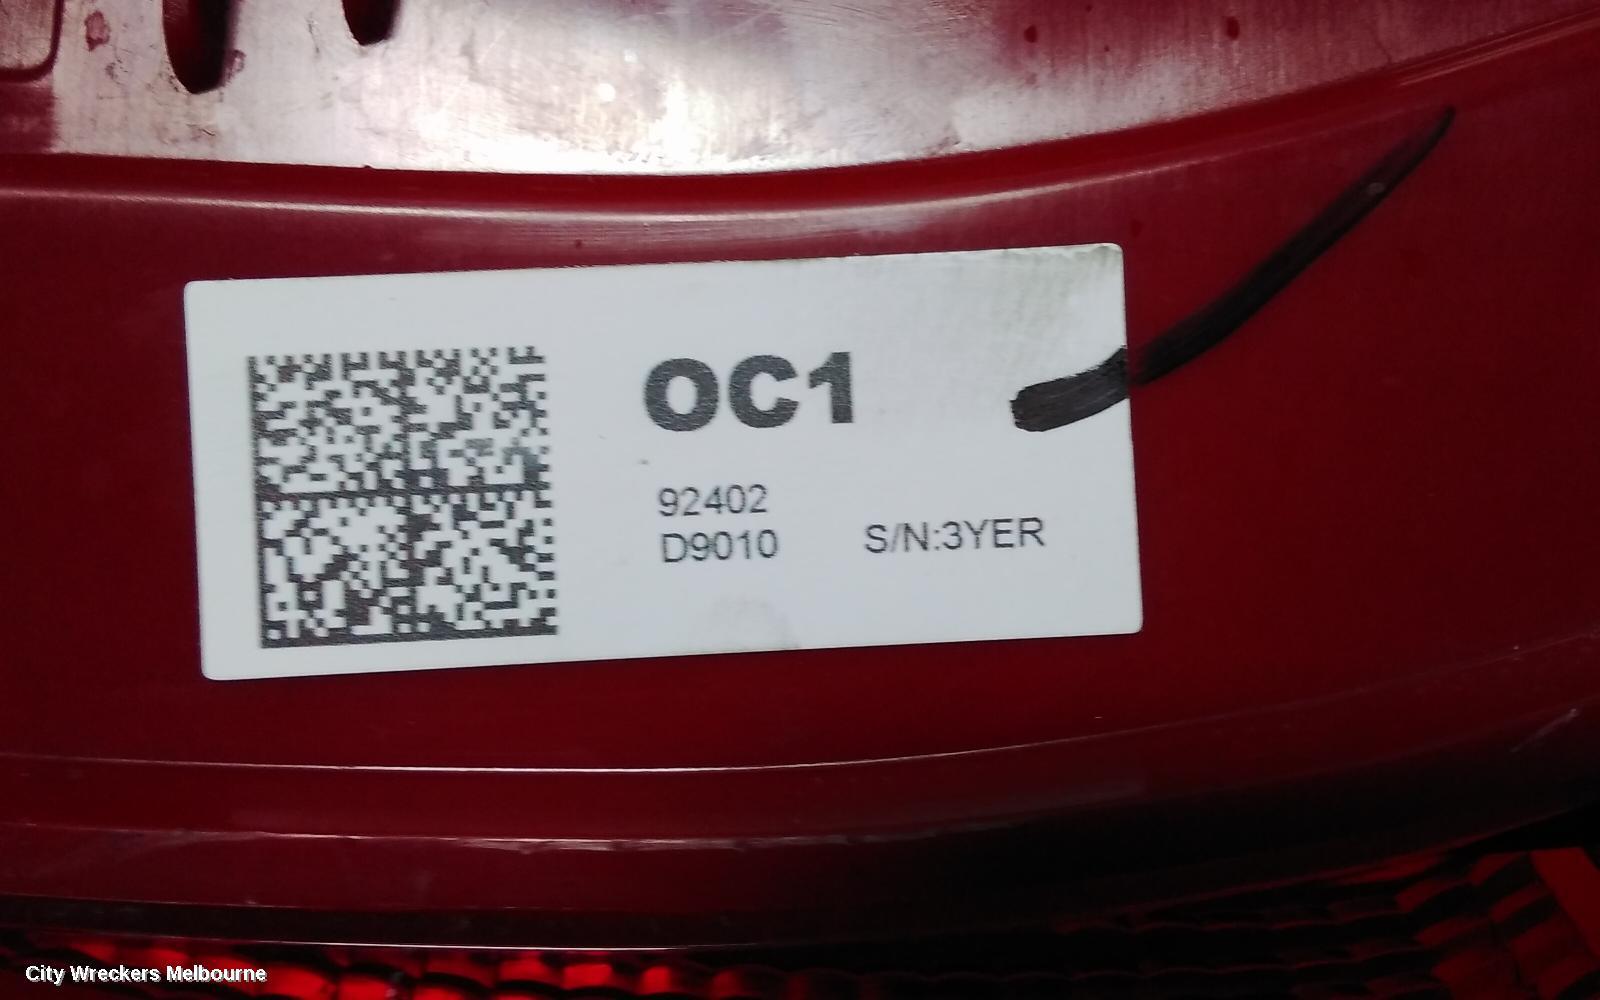 OC1
92402
D9010
S/N:3YER
City Wreckers Melbourne